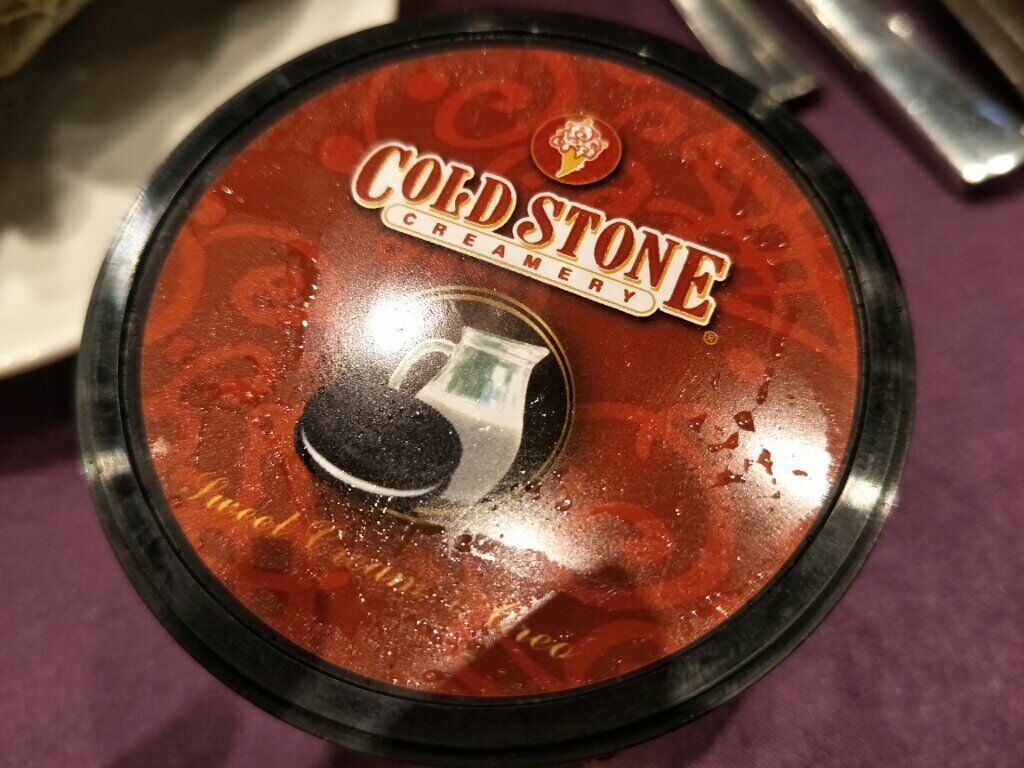 COLD STONE
CREAMERY
®
Sweet Cream n Oreo